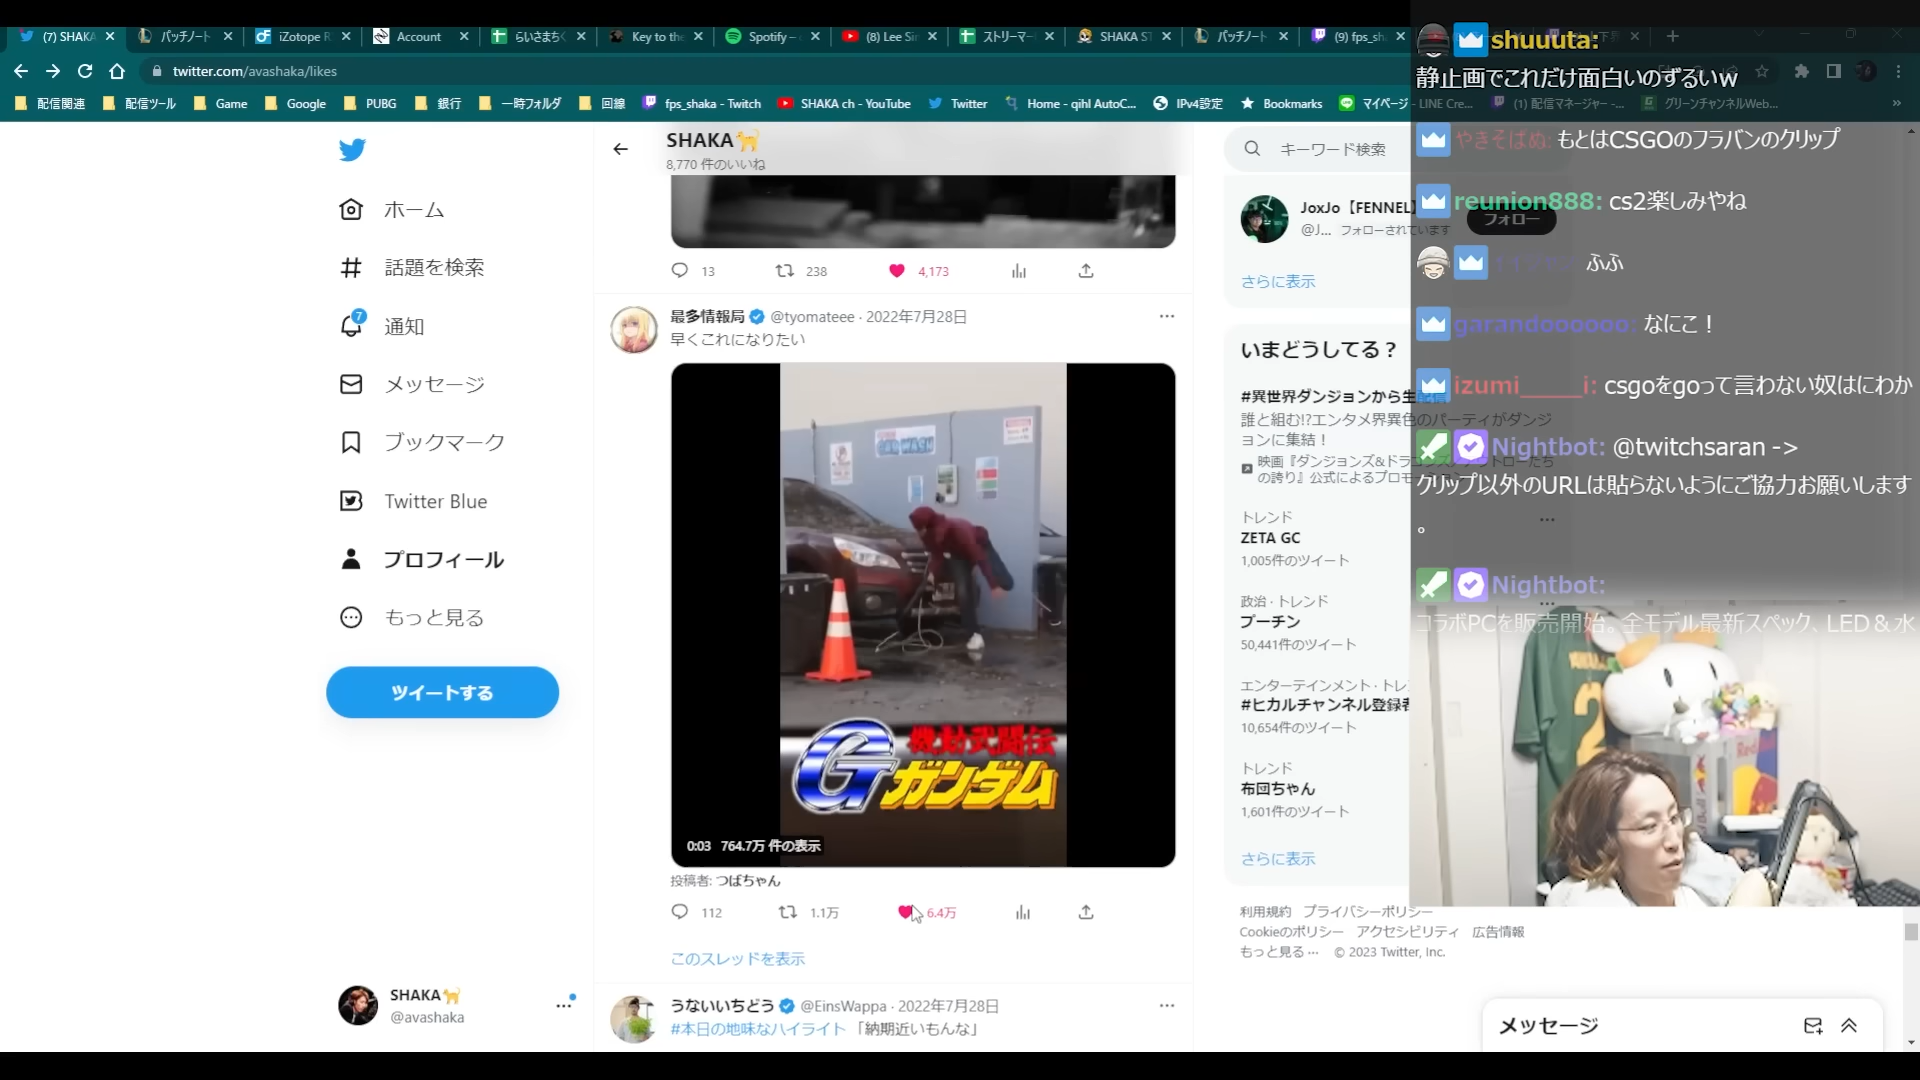 (7) SHAKA
パッチノート
iZotope R
Account
らいさまち
Key to the
Spotify –
(8) Lee Sin
ストリーマー
SHAKA ST
パッチノート
(9) fps_sh
twitter.com/avashaka/likes
配信関連
配信ツール
Game
Google
PUBG
銀行
一時フォルダ
回線
fps_shaka - Twitch
SHAKA ch - YouTube
Twitter
Home - qihl AutoC...
IPv4設定
Bookmarks
マイページ - LINE Cre...
(1) 配信マネージャー -...
グリーンチャンネルWeb...
ホーム
話題を検索
7
通知
メッセージ
ブックマーク
Twitter Blue
プロフィール
もっと見る
ツイートする
SHAKA
@avashaka
SHAKA
8,770 件のいいね
13
238
4,173
最多情報局 @tyomateee · 2022年7月28日
早くこれになりたい
CAR WASH
機動武闘伝
Gガンダム
0:03 764.7万 件の表示
投稿者: つばちゃん
112
1.1万
6.4万
このスレッドを表示
うないいちどう @EinsWappa · 2022年7月28日
#本日の地味なハイライト 「納期近いもんな」
キーワード検索
JoxJo【FENNEL】
@J... フォローされています
フォロー
さらに表示
いまどうしてる？
#異世界ダンジョンから生配信
誰と組む!?エンタメ界異色のパーティがダンジ
ョンに集結！
トレンド
ZETA GC
1,005件のツイート
政治・トレンド
プーチン
50,441件のツイート
エンターテインメント・トレ
#ヒカルチャンネル登録者
10,654件のツイート
トレンド
布団ちゃん
1,601件のツイート
さらに表示
利用規約 プライバシーポリシー
Cookieのポリシー アクセシビリティ 広告情報
もっと見る ··· © 2023 Twitter, Inc.
メッセージ
shuuuta:
静止画でこれだけ面白いのずるいｗ
やきそばぬ: もとはCSGOのフラバンのクリップ
reunion888: cs2楽しみやね
ふふ
garandoooooo: なにこ！
izumi_____i: csgoをgoって言わない奴はにわか
Nightbot: @twitchsaran ->
クリップ以外のURLは貼らないようにご協力お願いします
。
Nightbot:
コラボPCを販売開始。全モデル最新スペック、LED＆水
2
Red Bull